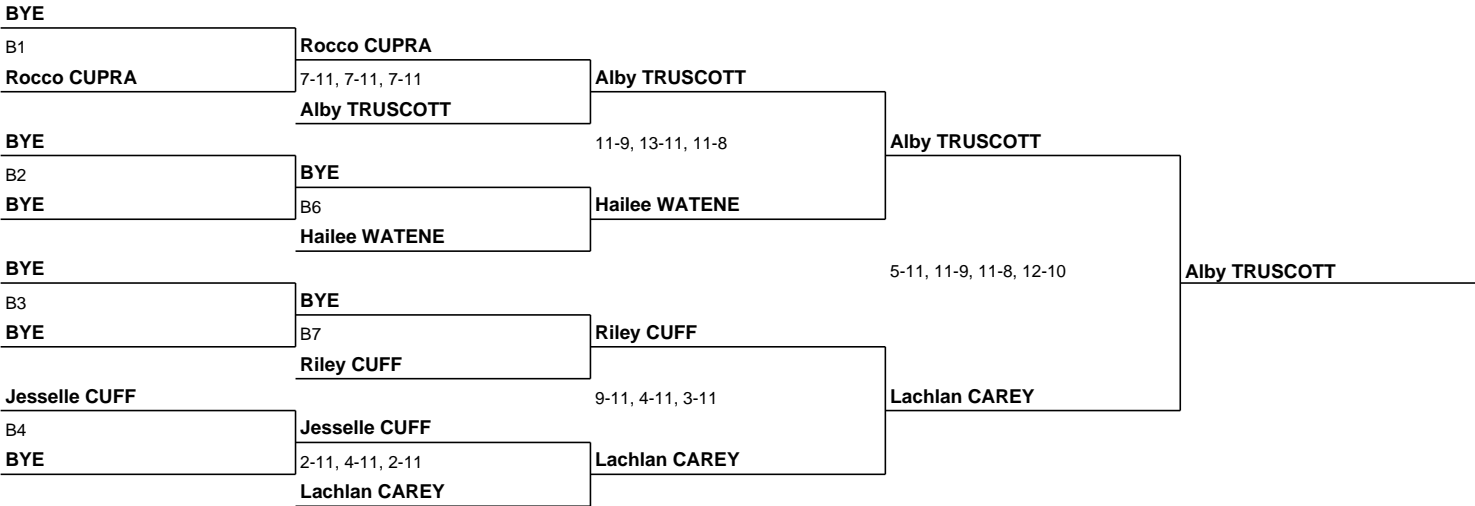 BYE
B1
Rocco CUPRA
Rocco CUPRA
7-11, 7-11, 7-11
Alby TRUSCOTT
Alby TRUSCOTT
BYE
B2
BYE
BYE
B6
Hailee WATENE
11-9, 13-11, 11-8
Hailee WATENE
Alby TRUSCOTT
BYE
B3
BYE
BYE
B7
Riley CUFF
Riley CUFF
Jesselle CUFF
B4
BYE
Jesselle CUFF
2-11, 4-11, 2-11
Lachlan CAREY
9-11, 4-11, 3-11
Lachlan CAREY
Lachlan CAREY
5-11, 11-9, 11-8, 12-10
Alby TRUSCOTT